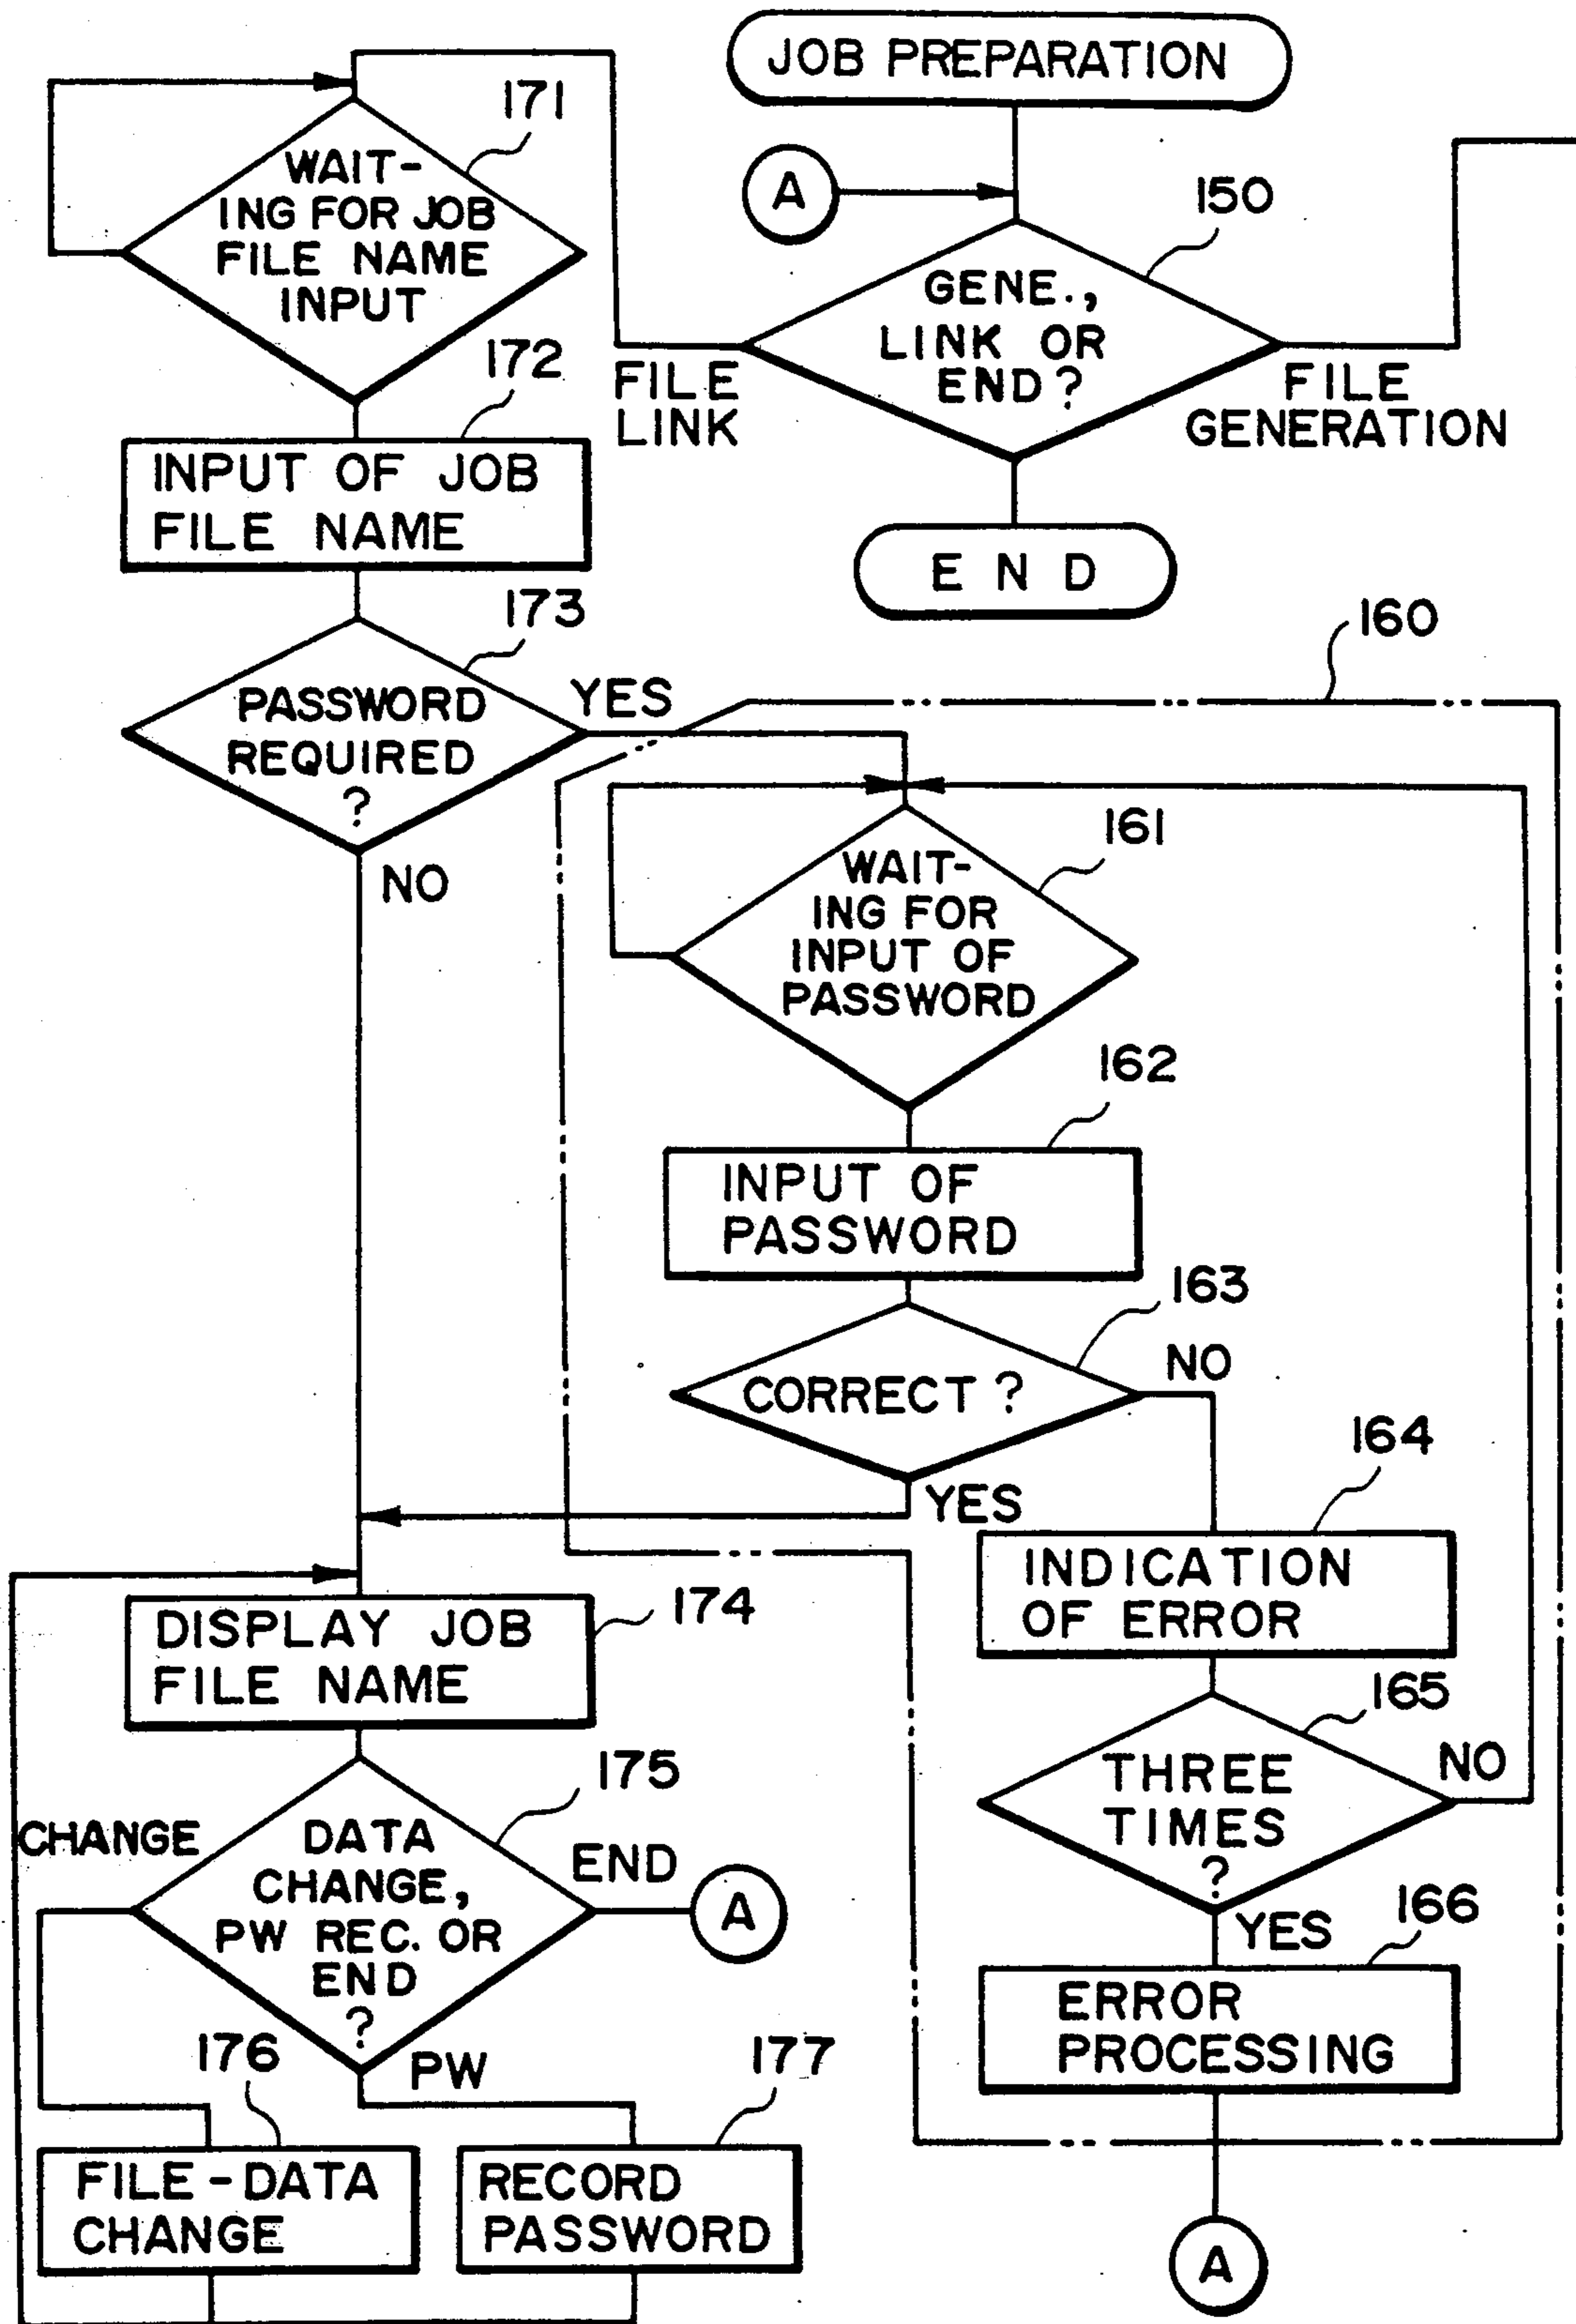 JOB PREPARATION
A
150
GENE.,
LINK OR
END?
FILE
LINK
FILE
GENERATION
END
171
WAIT-
ING FOR JOB
FILE NAME
INPUT
172
INPUT OF JOB
FILE NAME
173
PASSWORD
REQUIRED
?
YES
NO
160
161
WAIT-
ING FOR
INPUT OF
PASSWORD
162
INPUT OF
PASSWORD
163
CORRECT ?
NO
YES
164
INDICATION
OF ERROR
165
THREE
TIMES
?
NO
YES
166
ERROR
PROCESSING
A
174
DISPLAY JOB
FILE NAME
175
DATA
CHANGE,
PW REC. OR
END
?
CHANGE
END
A
PW
176
FILE-DATA
CHANGE
177
RECORD
PASSWORD